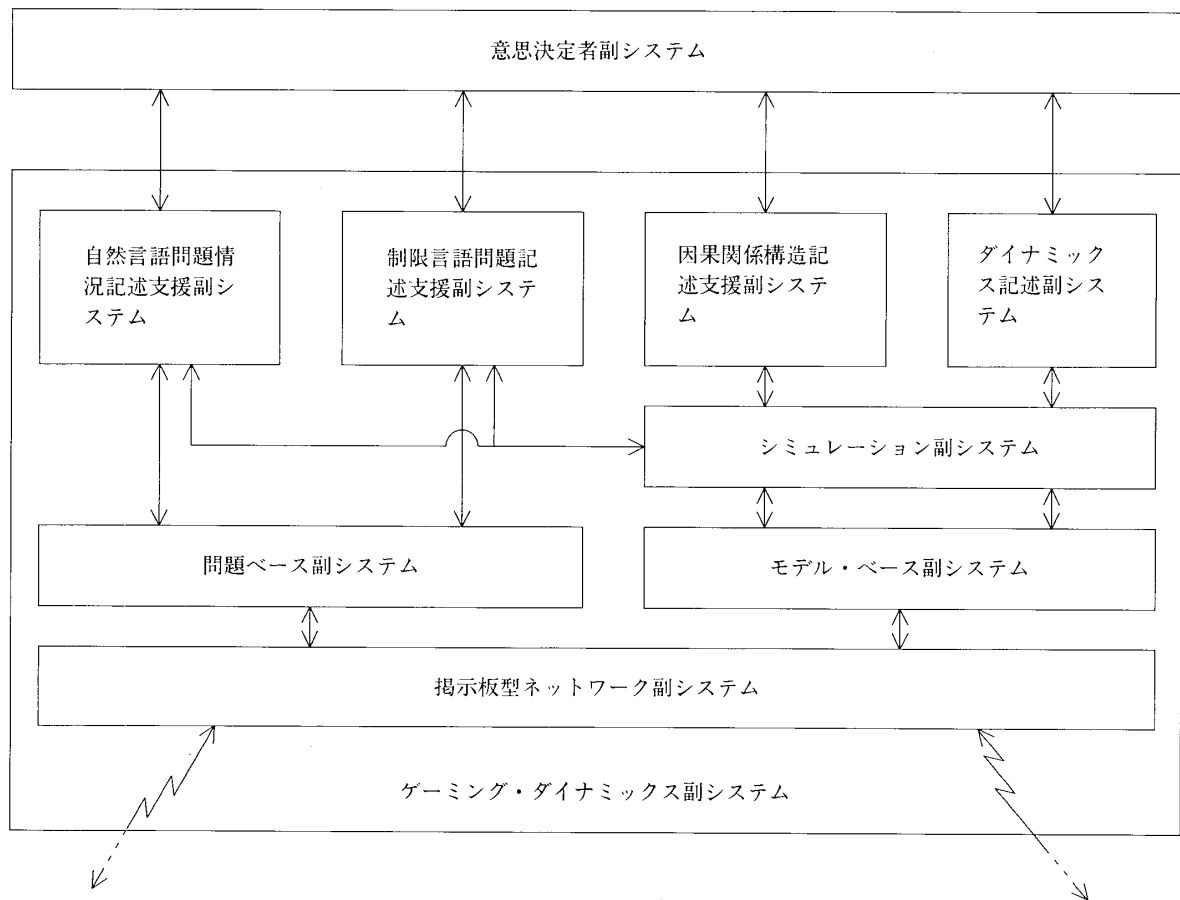 意思決定者副システム
自然言語問題情
況記述支援副シ
ステム
制限言語問題記
述支援副システ
ム
因果関係構造記
述支援副システ
ム
ダイナミック
ス記述副シス
テム
シミュレーション副システム
問題ベース副システム
モデル・ベース副システム
掲示板型ネットワーク副システム
ゲーミング・ダイナミックス副システム